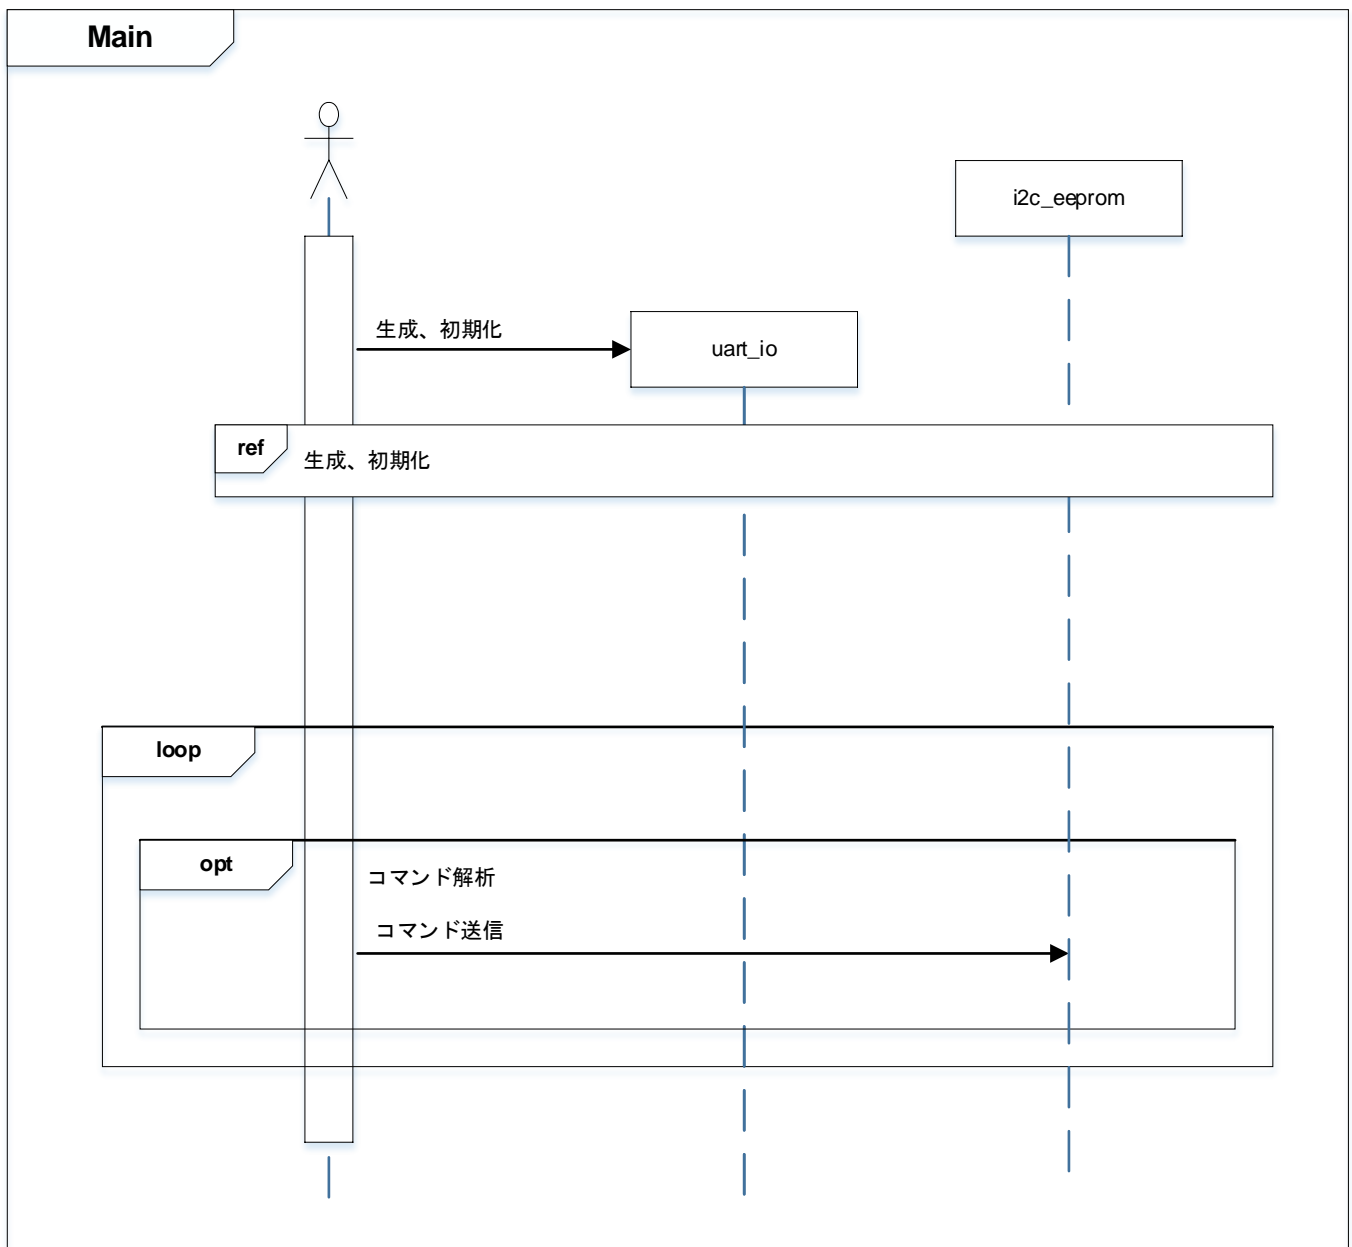 Main
i2c_eeprom
生成、初期化
uart_io
ref
生成、初期化
loop
opt
コマンド解析
コマンド送信